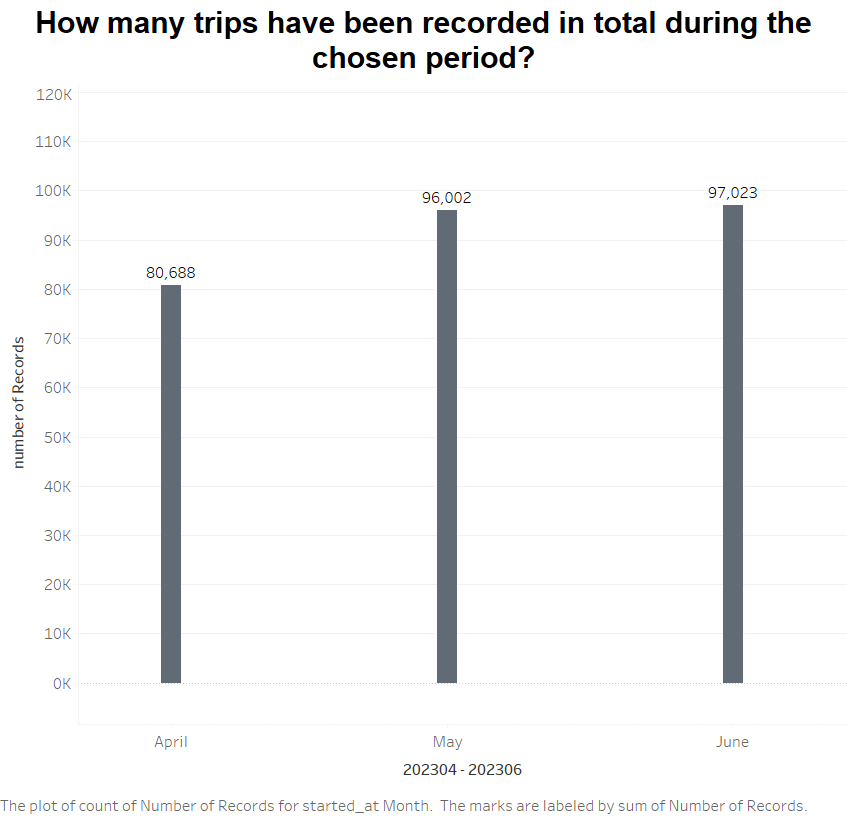 How many trips have been recorded in total during the
chosen period?
120K
110K
100K
90K
80K
70K
60K
50K
40K
30K
20K
10K
0K
number of Records
80,688
96,002
97,023
April
May
June
202304 - 202306
The plot of count of Number of Records for started_at Month.  The marks are labeled by sum of Number of Records.